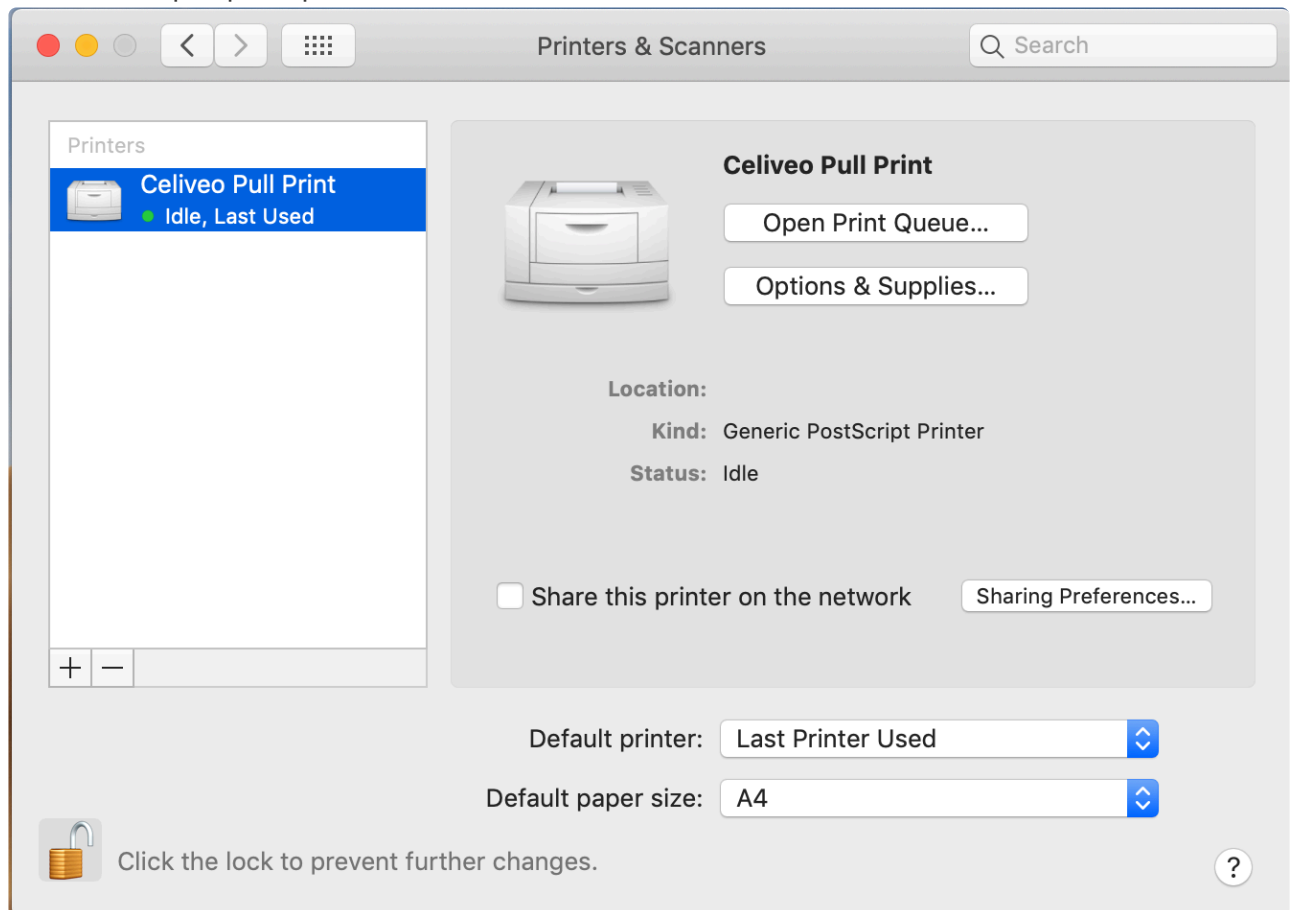 Printers & Scanners
Search
Printers
Celiveo Pull Print
Idle, Last Used
Celiveo Pull Print
Open Print Queue...
Options & Supplies...
Location:
Kind: Generic PostScript Printer
Status: Idle
Share this printer on the network
Sharing Preferences...
Default printer: Last Printer Used
Default paper size: A4
Click the lock to prevent further changes.
?